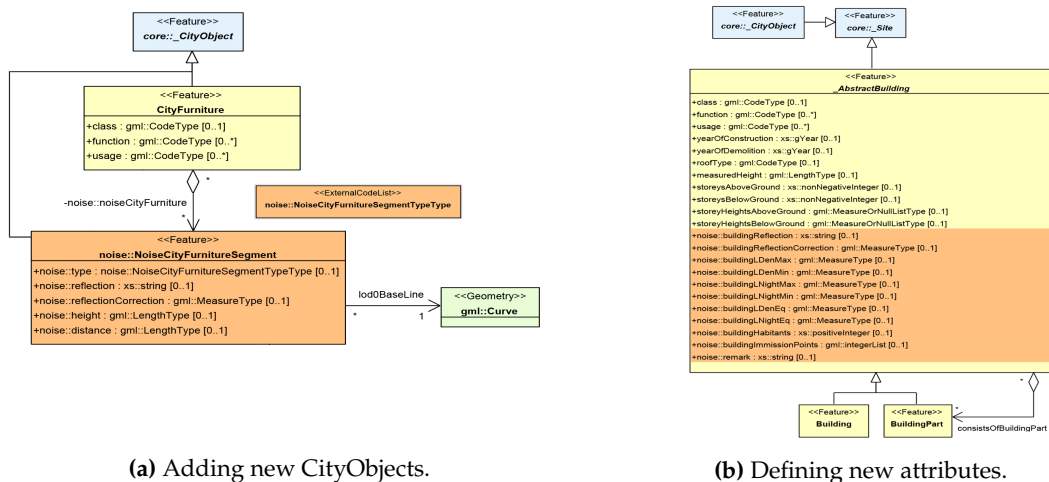 <<Feature>>
core::_CityObject
<<Feature>>
CityFurniture
+class : gml::CodeType [0..1]
+function : gml::CodeType [0..*]
+usage : gml::CodeType [0..*]
*
-noise::noiseCityFurniture
*
<<ExternalCodeList>>
noise::NoiseCityFurnitureSegmentTypeType
<<Feature>>
noise::NoiseCityFurnitureSegment
+noise::type : noise::NoiseCityFurnitureSegmentTypeType [0..1]
+noise::reflection : xs::string [0..1]
+noise::reflectionCorrection : gml::MeasureType [0..1]
+noise::height : gml::LengthType [0..1]
+noise::distance : gml::LengthType [0..1]
lod0BaseLine
*
1
<<Geometry>>
gml::Curve
(a) Adding new CityObjects.
<<Feature>>
core::_CityObject
<<Feature>>
core::_Site
<<Feature>>
_AbstractBuilding
+class : gml::CodeType [0..1]
+function : gml::CodeType [0..*]
+usage : gml::CodeType [0..*]
+yearOfConstruction : xs::gYear [0..1]
+yearOfDemolition : xs::gYear [0..1]
+roofType : gml:CodeType [0..1]
+measuredHeight : gml::LengthType [0..1]
+storeysAboveGround : xs::nonNegativeInteger [0..1]
+storeysBelowGround : xs::nonNegativeInteger [0..1]
+storeyHeightsAboveGround : gml::MeasureOrNullListType [0..1]
+storeyHeightsBelowGround : gml::MeasureOrNullListType [0..1]
+noise::buildingReflection : xs::string [0..1]
+noise::buildingReflectionCorrection : gml::MeasureType [0..1]
+noise::buildingLDenMax : gml::MeasureType [0..1]
+noise::buildingLDenMin : gml::MeasureType [0..1]
+noise::buildingLNightMax : gml::MeasureType [0..1]
+noise::buildingLNightMin : gml::MeasureType [0..1]
+noise::buildingLDenEq : gml::MeasureType [0..1]
+noise::buildingLNightEq : gml::MeasureType [0..1]
+noise::buildingHabitants : xs::positiveInteger [0..1]
+noise::buildingImmissionPoints : gml::integerList [0..1]
+noise::remark : xs::string [0..1]
*
*
consistsOfBuildingPart
<<Feature>>
Building
<<Feature>>
BuildingPart
(b) Defining new attributes.